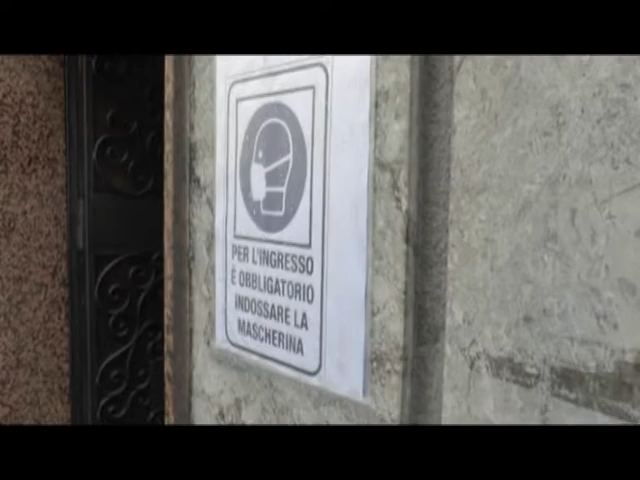 PER L'INGRESSO
È OBBLIGATORIO
INDOSSARE LA
MASCHERINA